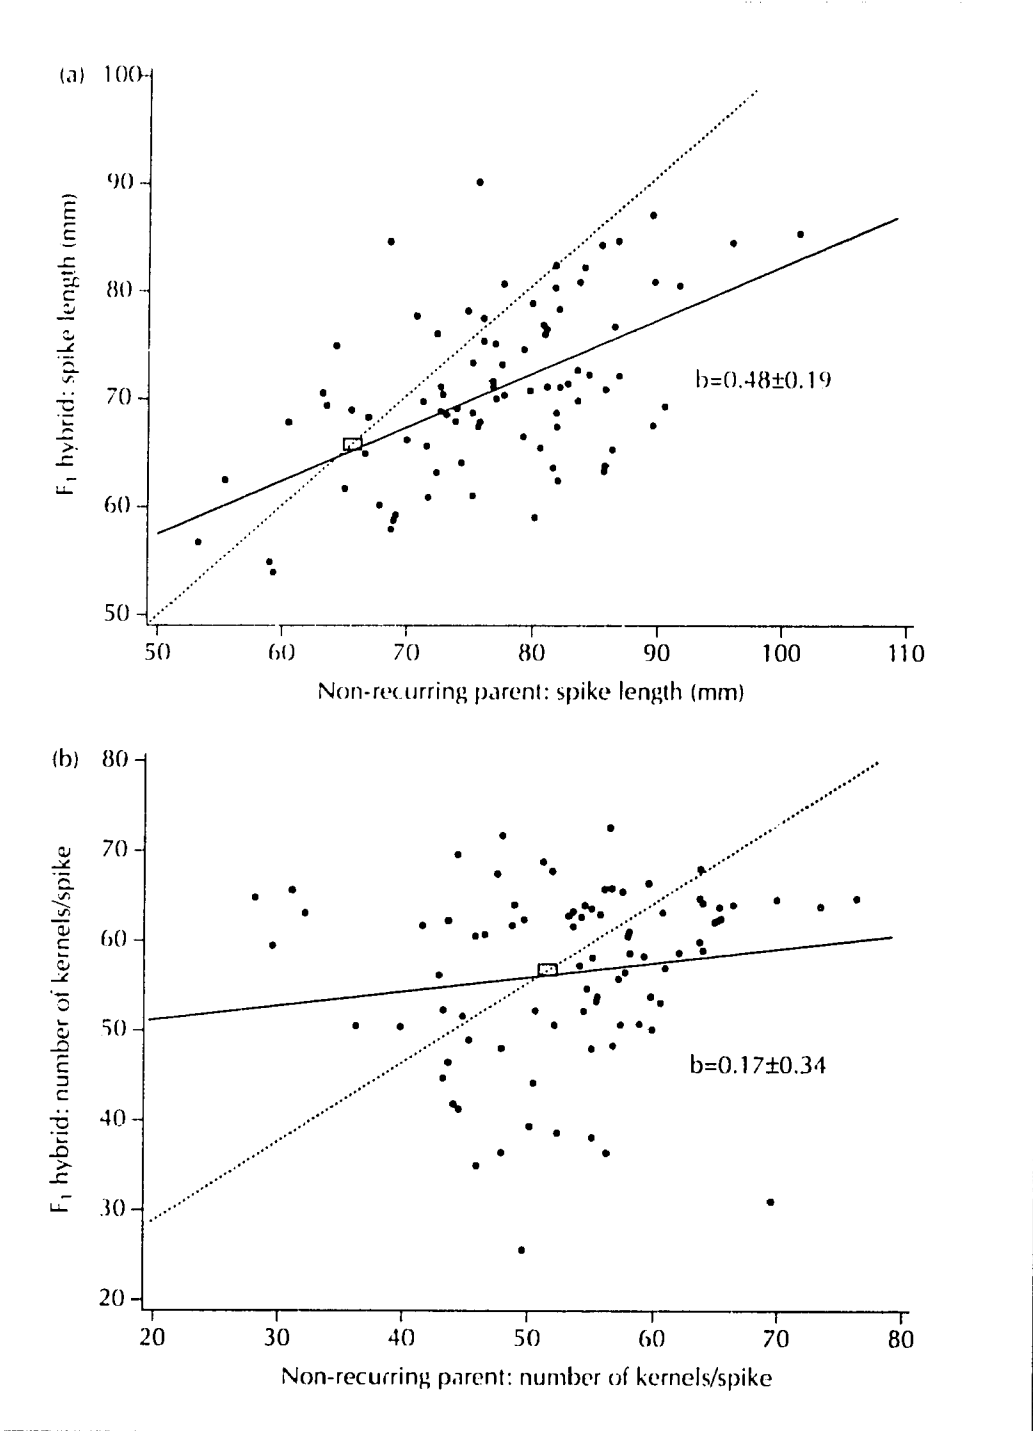 (a)
100
90
80
70
60
50
F1 hybrid: spike length (mm)
b=0.48±0.19
50 60 70 80 90 100 110
Non-recurring parent: spike length (mm)
(b)
80
70
60
50
40
30
20
F1 hybrid: number of kernels/spike
b=0.17±0.34
20 30 40 50 60 70 80
Non-recurring parent: number of kernels/spike